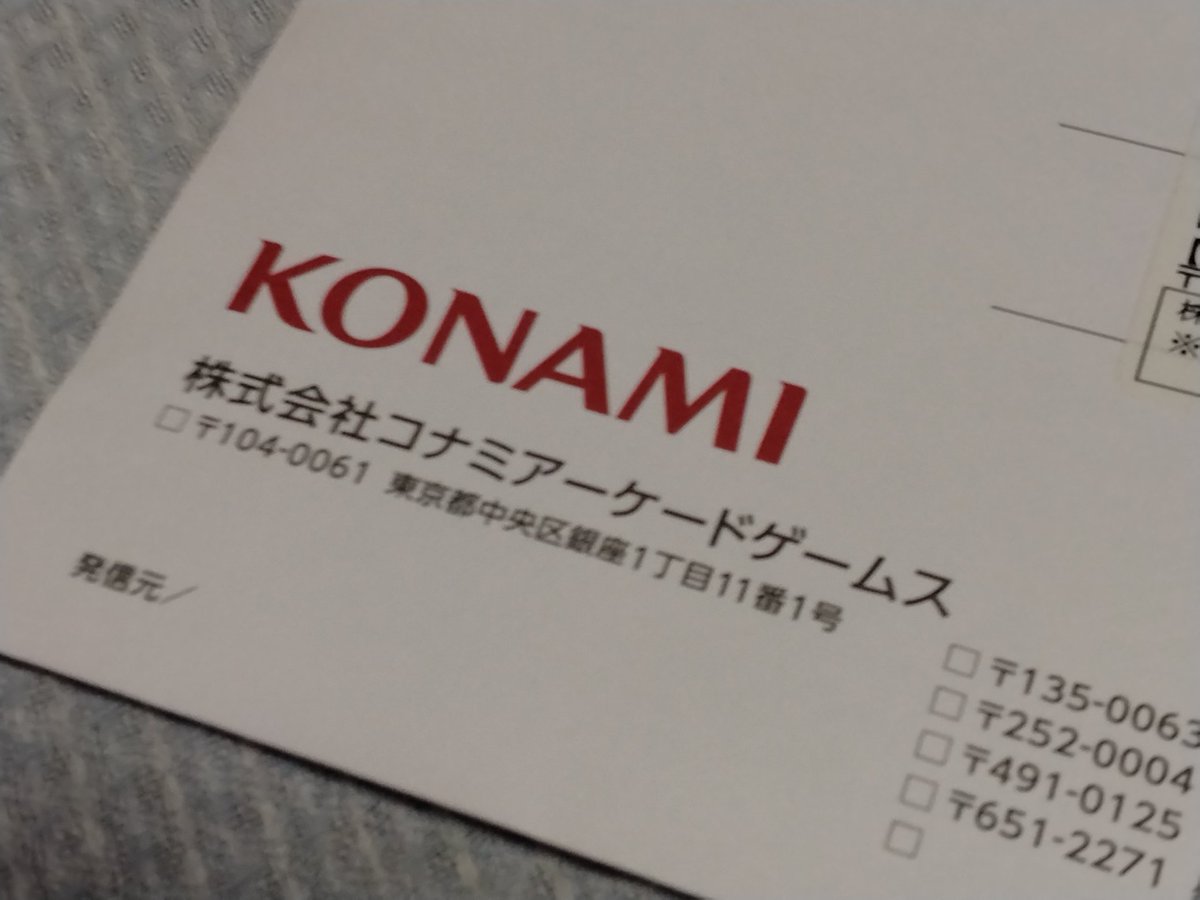 KONAMI
株式会社コナミアーケードゲームス
□〒104-0061 東京都中央区銀座1丁目11番1号
発信元／
□〒135-0063
□〒252-0004
□〒491-0125
□〒651-2271
□
〒
株
※